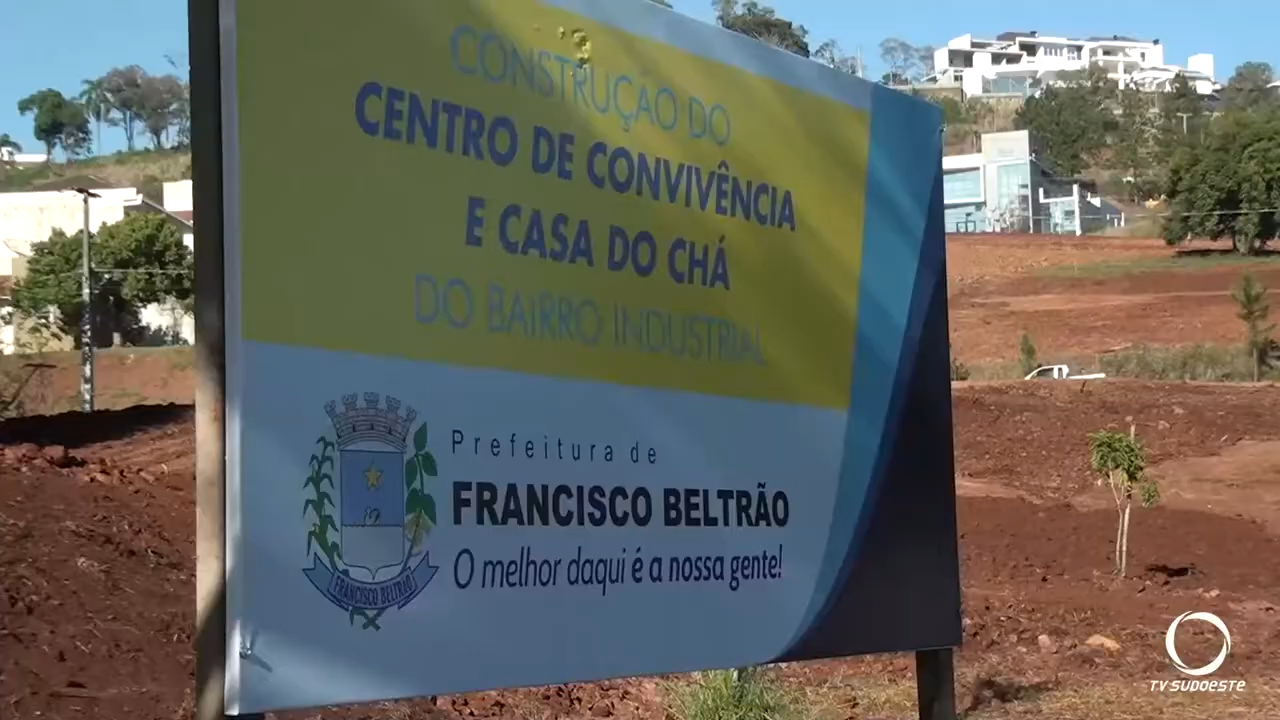 CONSTRUÇÃO DO
CENTRO DE CONVIVÊNCIA
E CASA DO CHÁ
DO BAIRRO INDUSTRIAL
Prefeitura de
FRANCISCO BELTRÃO
O melhor daqui é a nossa gente!
FRANCISCO BELTRÃO
TV SUDOESTE